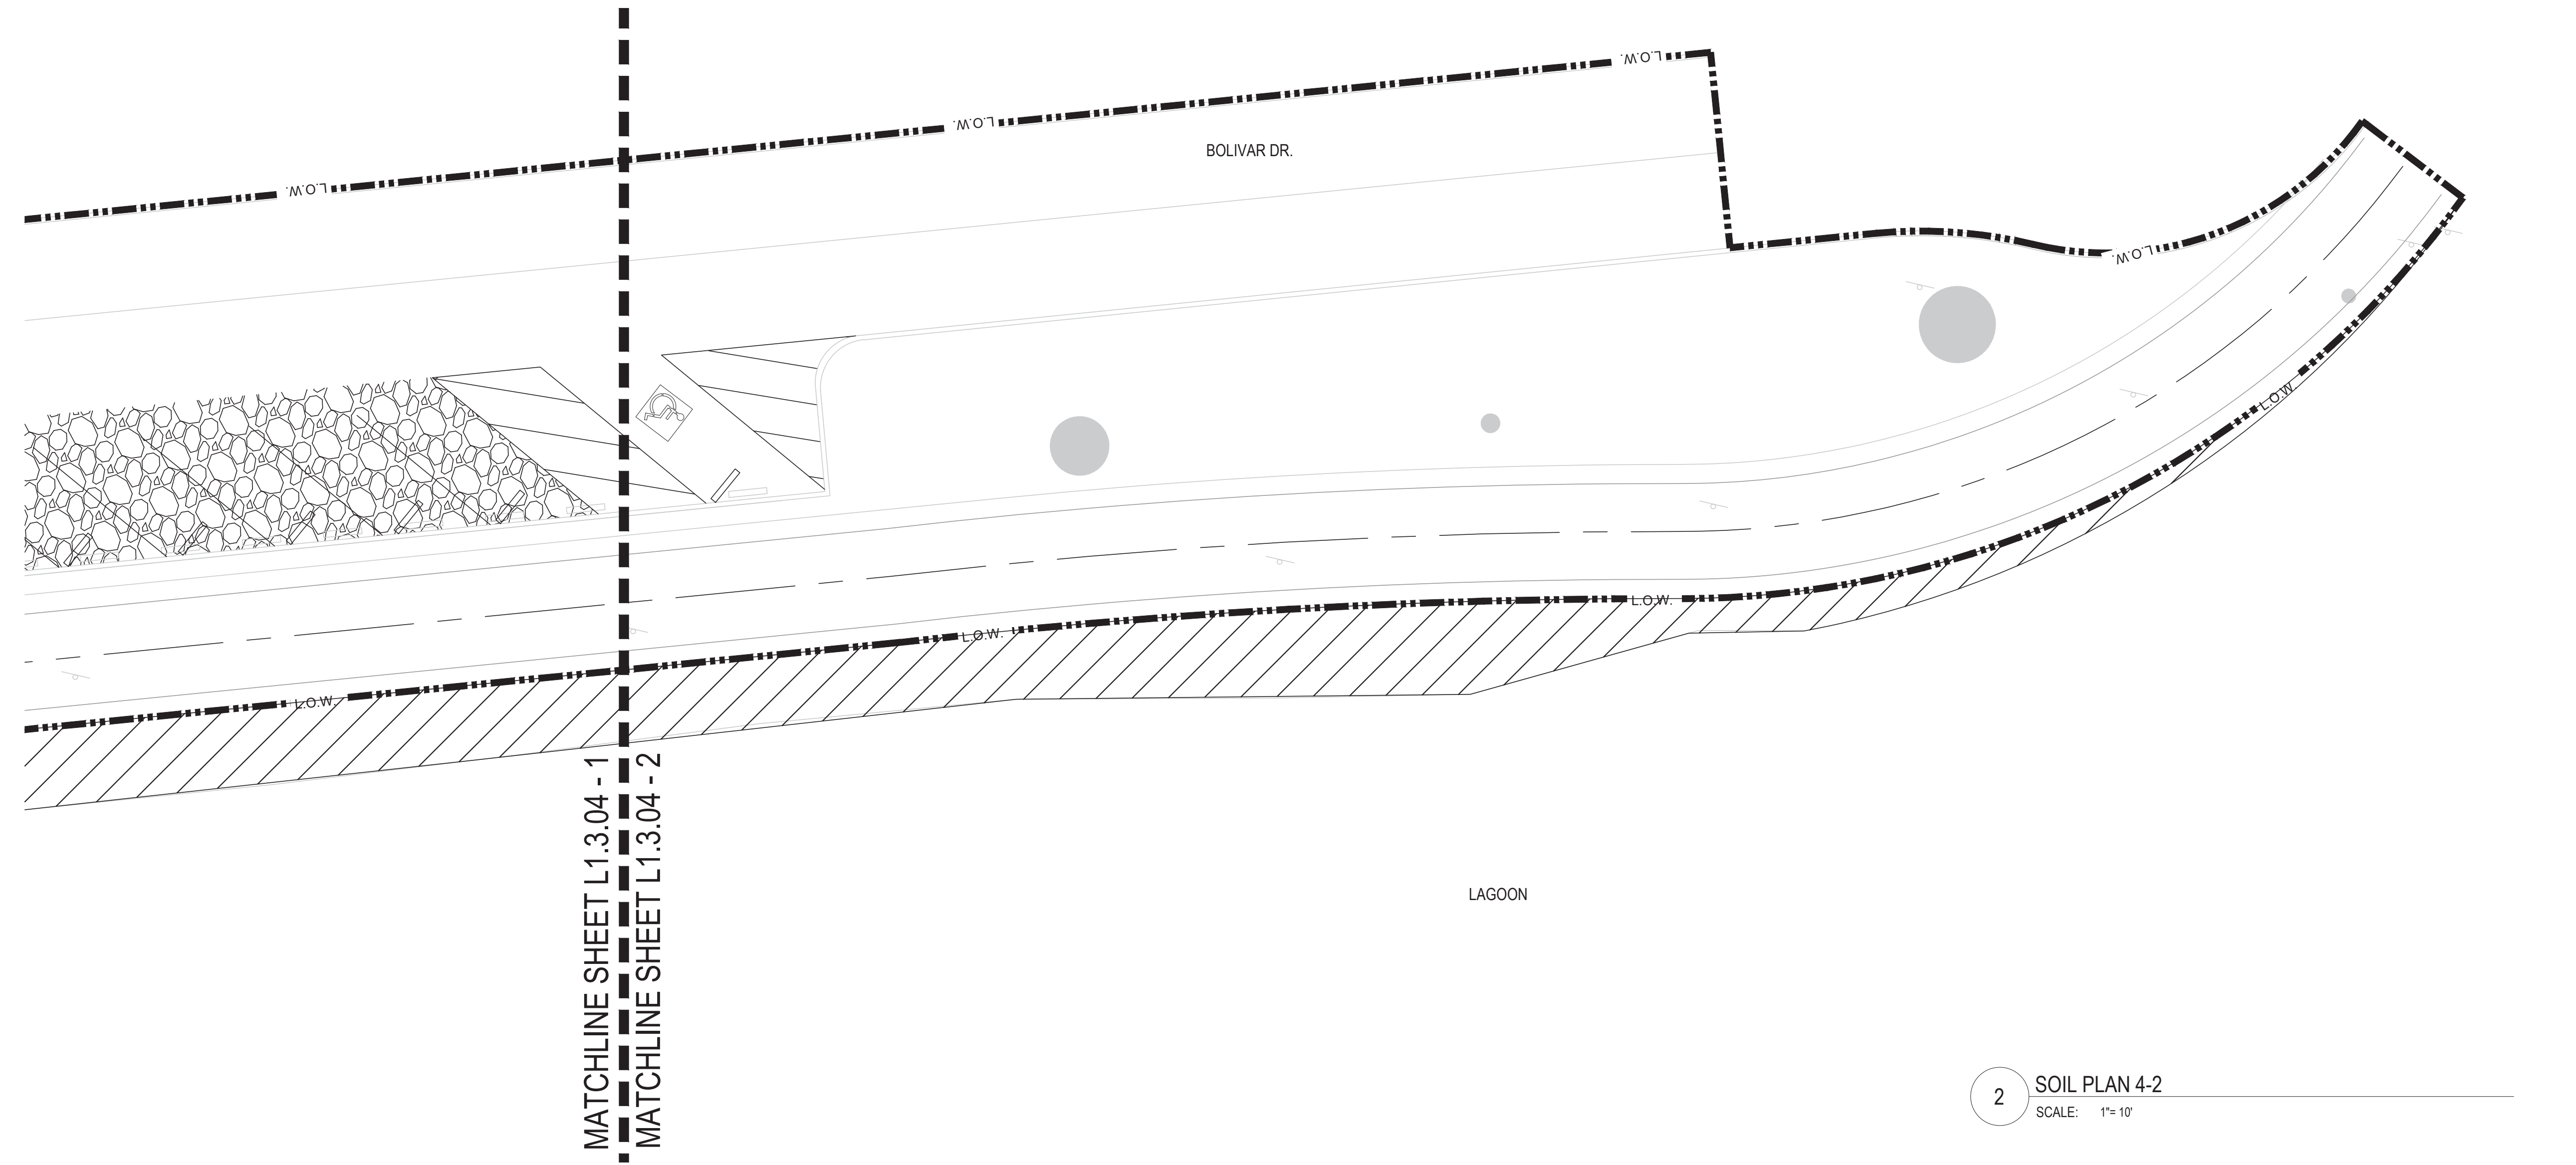 L.O.W.
L.O.W.
L.O.W.
BOLIVAR DR.
L.O.W.
L.O.W
L.O.W.
L.O.W.
L.O.W.
MATCHLINE SHEET L1.3.04 - 1
MATCHLINE SHEET L1.3.04 - 2
LAGOON
2
SOIL PLAN 4-2
SCALE: 1"= 10'